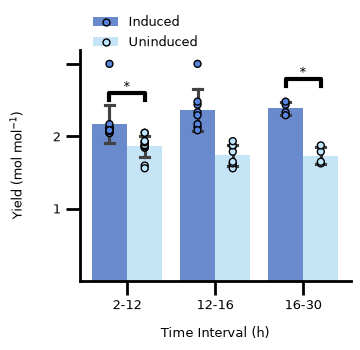 Induced
Uninduced
*
*
2
1
Yield (mol mol⁻¹)
2-12 12-16 16-30
Time Interval (h)